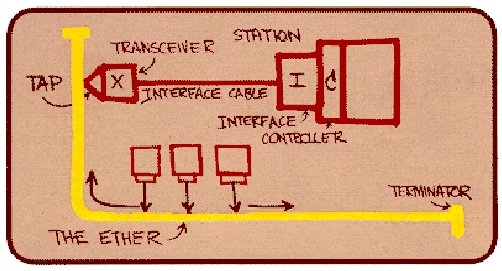 STATION
TRANSCEIVER
TAP
X
I
C
INTERFACE CABLE
INTERFACE
CONTROLLER
TERMINATOR
THE ETHER